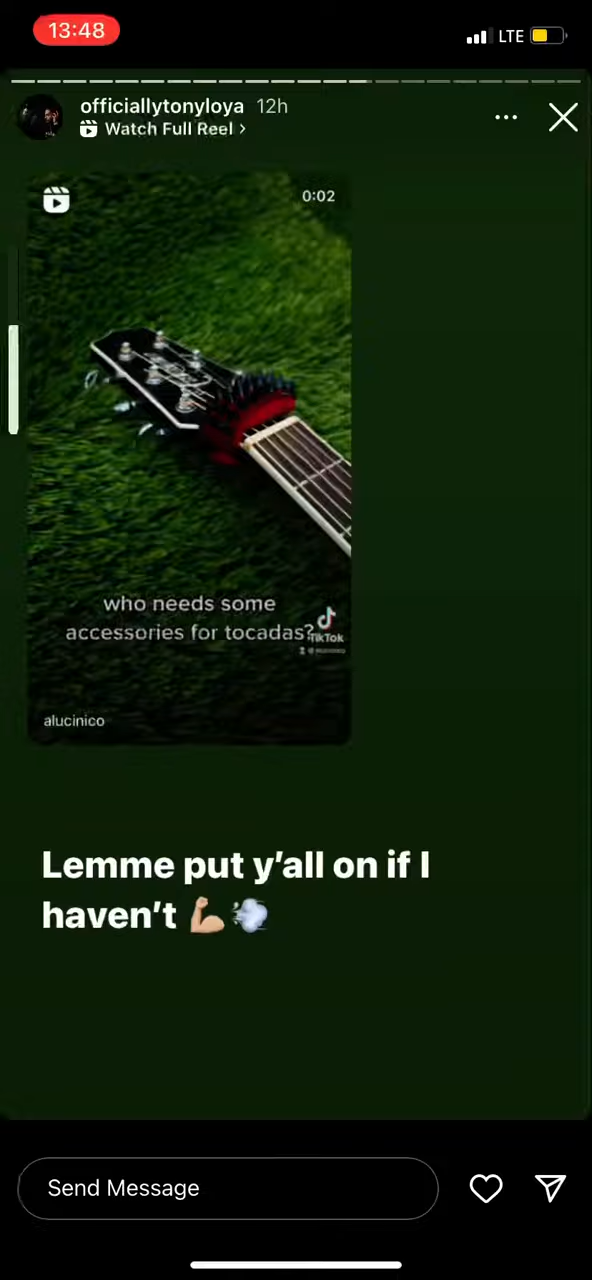 13:48
LTE
officiallytonyloya 12h
Watch Full Reel >
0:02
who needs some
accessories for tocadas?
TikTok
alucinico
Lemme put y’all on if I
haven’t 💪🏼💨
Send Message